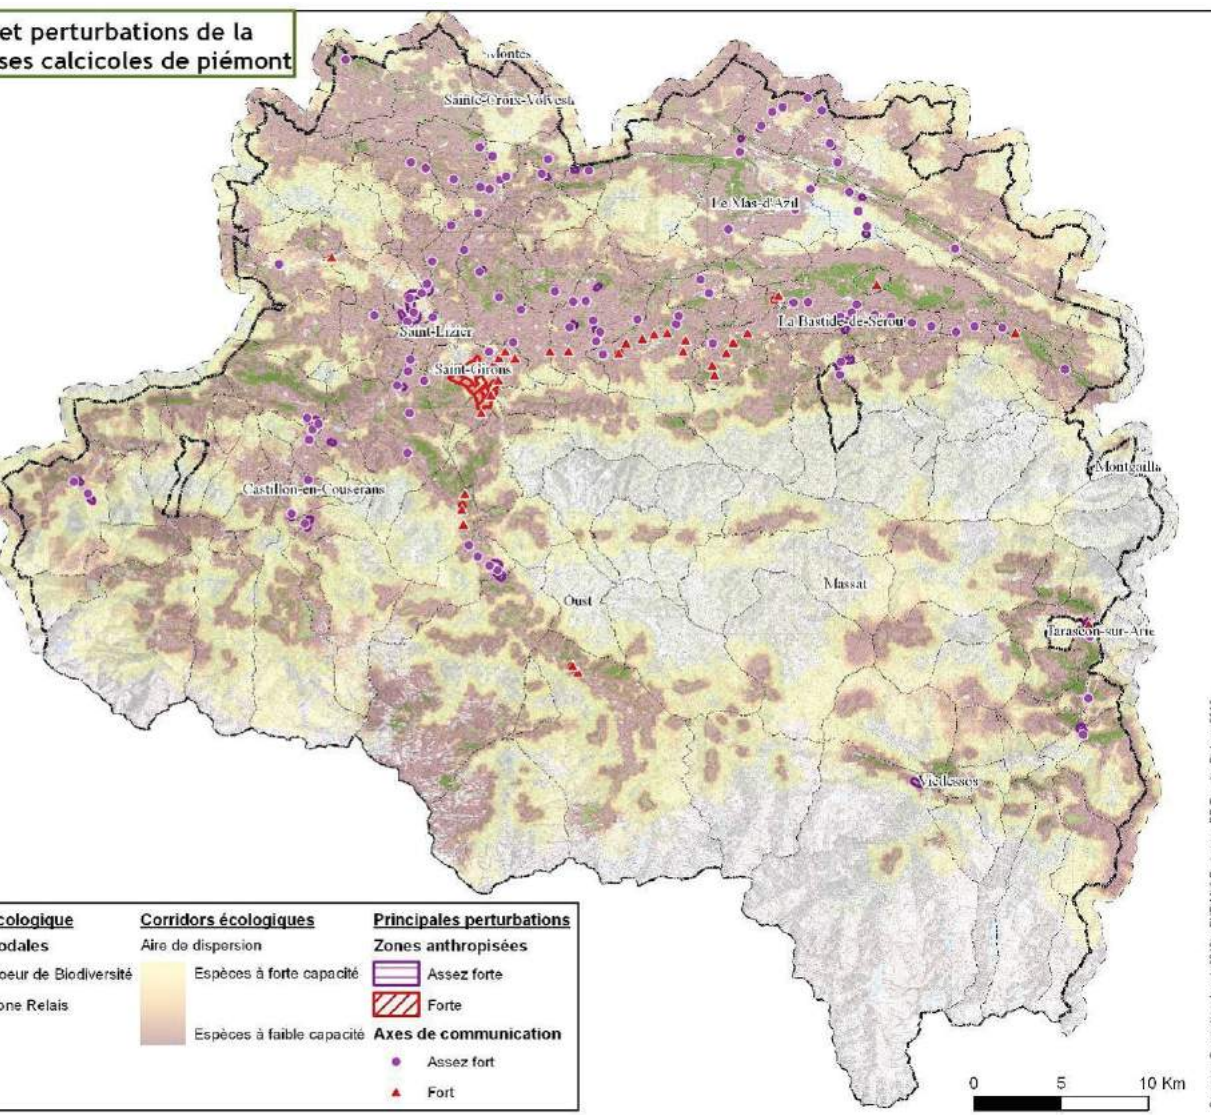 et perturbations de la
ses calcicoles de piémont
Montes
Sainte-Croix-Volvest
Le Mas-d'Azil
La Bastide-de-Sérou
Saint-Lizier
Saint-Girons
Castillon-en-Couserans
Montgailla
Massat
Oust
Tarascon-sur-Arie
Vicdessos
cologique
odales
oeur de Biodiversité
one Relais
Corridors écologiques
Aire de dispersion
Espèces à forte capacité
Espèces à faible capacité
Principales perturbations
Zones anthropisées
Assez forte
Forte
Axes de communication
Assez fort
Fort
0 5 10 Km